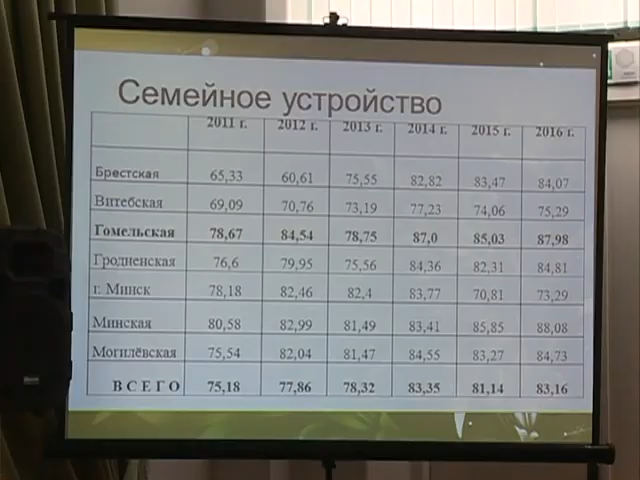 Семейное устройство
2011 г. 2012 г. 2013 г. 2014 г. 2015 г. 2016 г.
Брестская 65,33 60,61 75,55 82,82 83,47 84,07
Витебская 69,09 70,76 73,19 77,23 74,06 75,29
Гомельская 78,67 84,54 78,75 87,0 85,03 87,98
Гродненская 76,6 79,95 75,56 84,36 82,31 84,81
г. Минск 78,18 82,46 82,4 83,77 70,81 73,29
Минская 80,58 82,99 81,49 83,41 85,85 88,08
Могилёвская 75,54 82,04 81,47 84,55 83,27 84,73
ВСЕГО 75,18 77,86 78,32 83,35 81,14 83,16